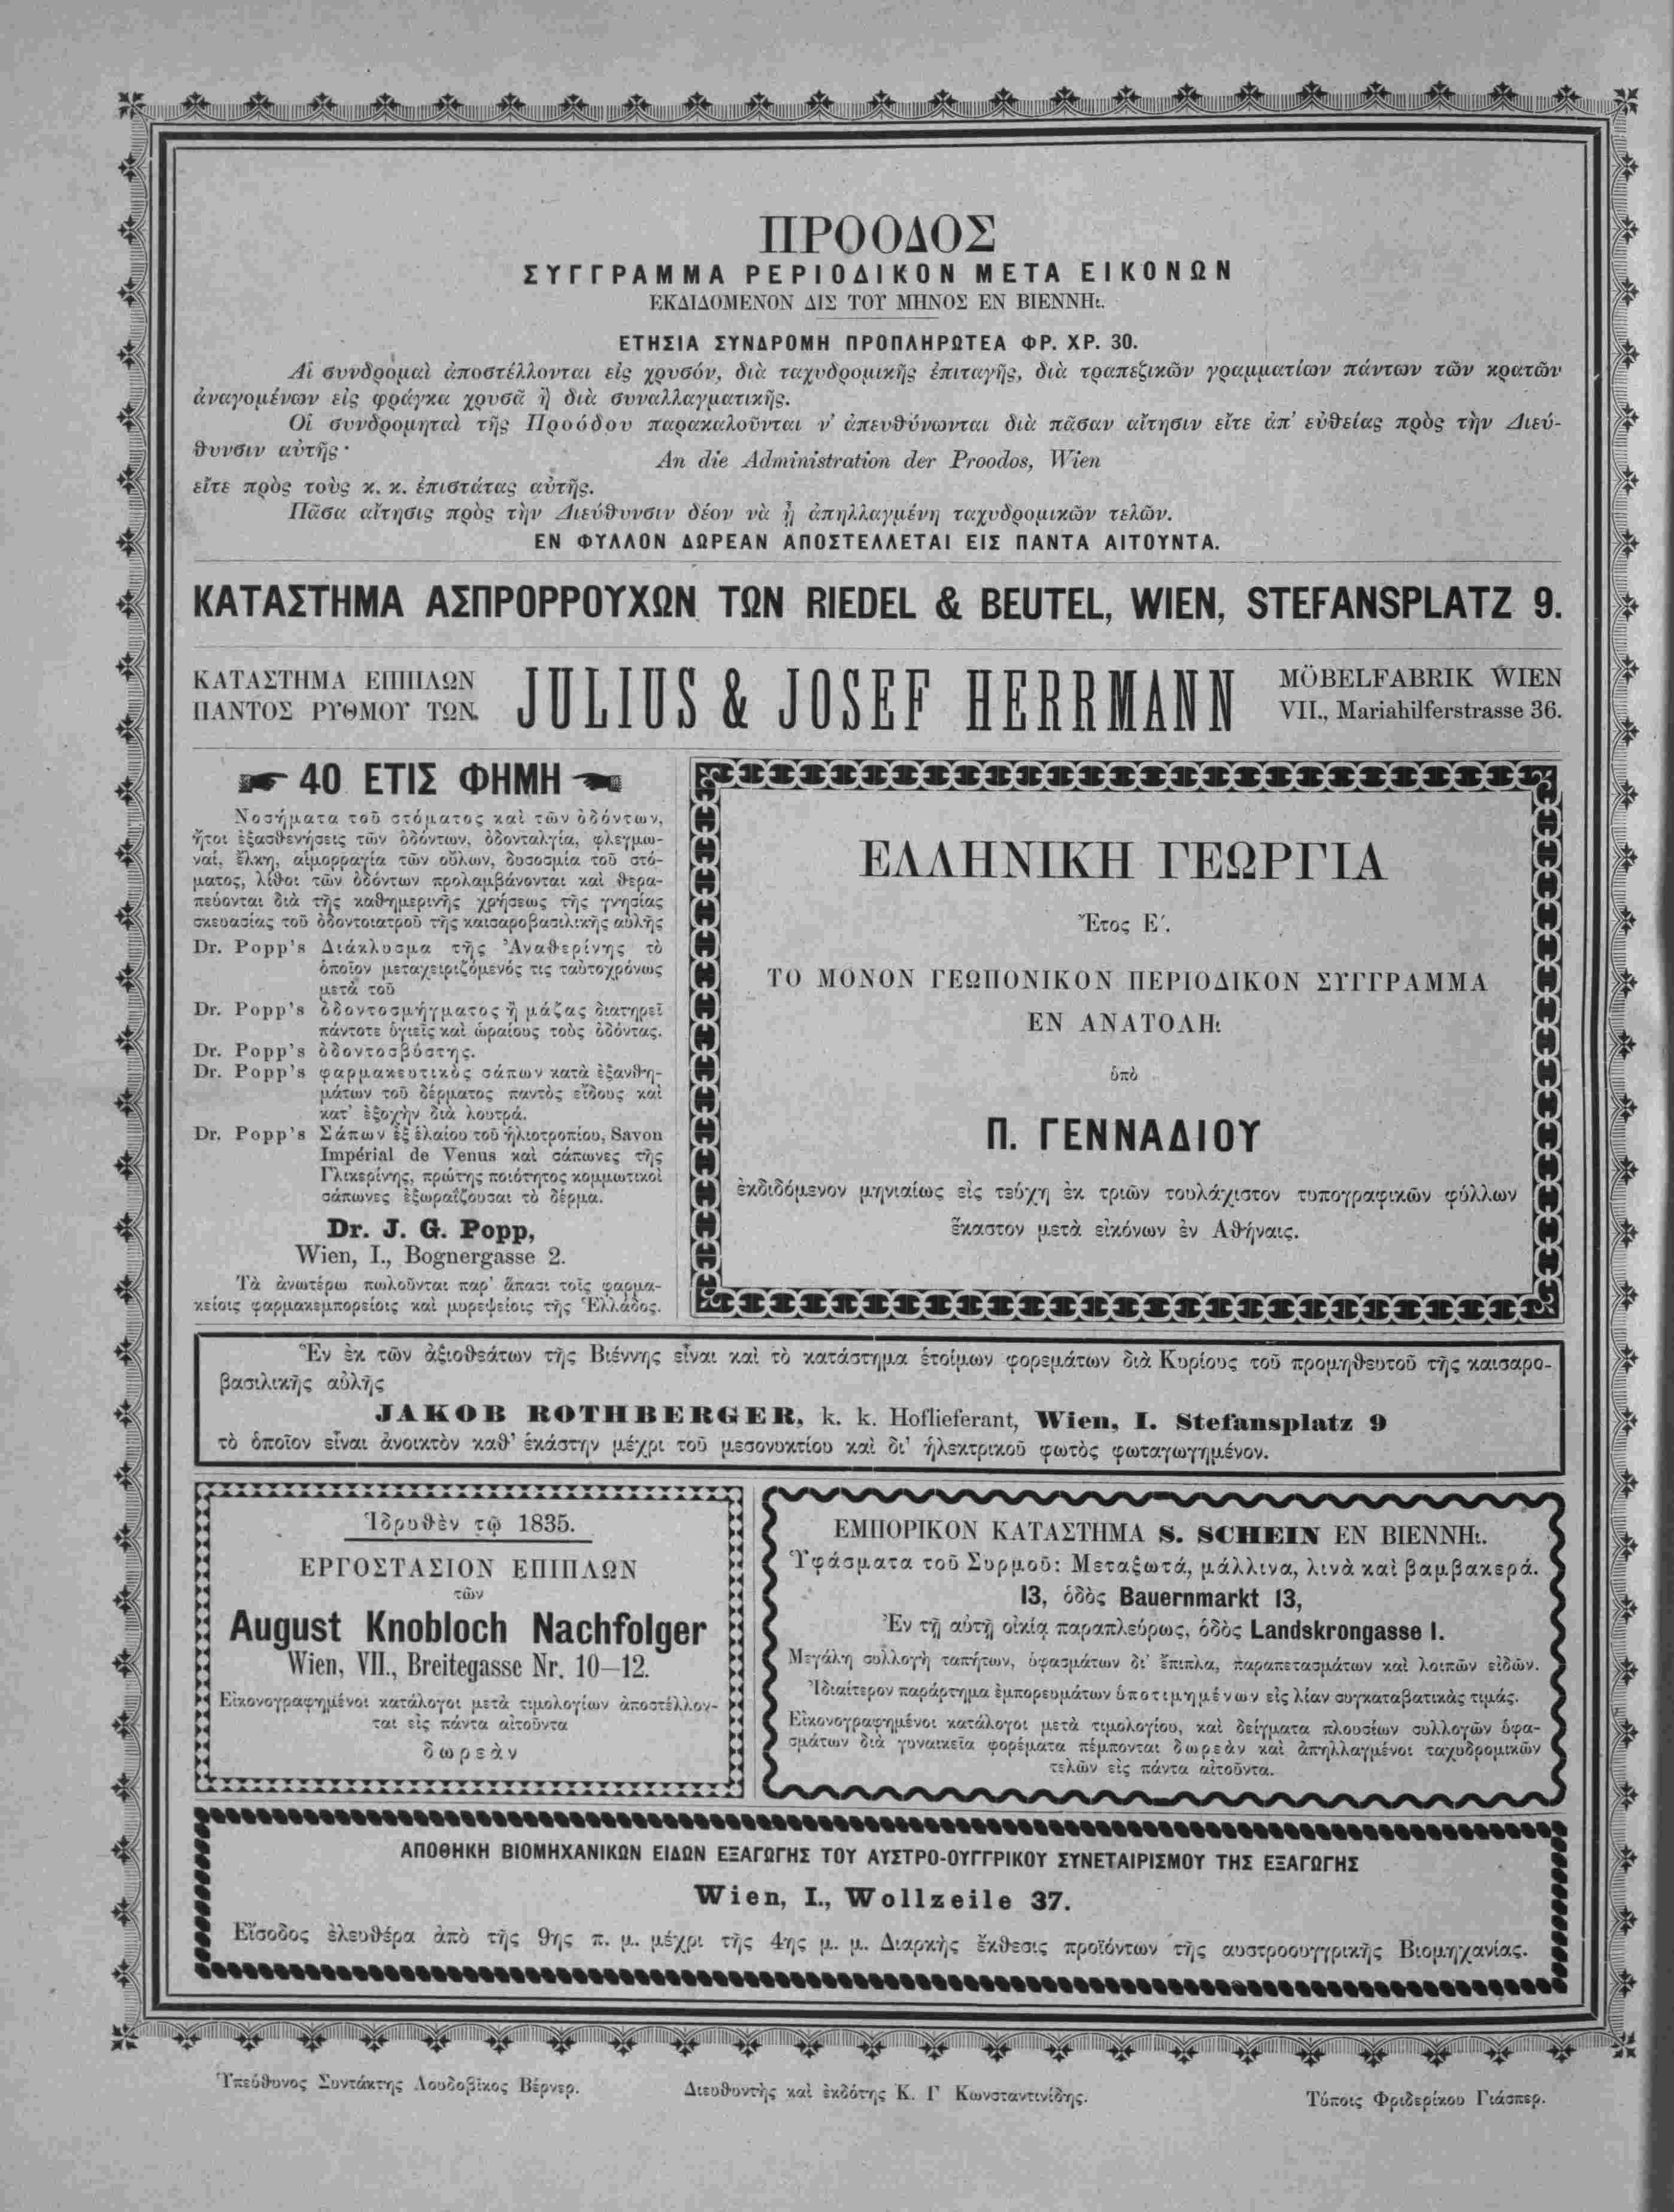 ΠΡΟΟΔΟΣ
ΣΥΓΓΡΑΜΜΑ ΡΕΡΙΟΔΙΚΟΝ ΜΕΤΑ ΕΙΚΟΝΩΝ
ΕΚΔΙΔΟΜΕΝΟΝ ΔΙΣ ΤΟΥ ΜΗΝΟΣ ΕΝ ΒΙΕΝΝΗι.
ΕΤΗΣΙΑ ΣΥΝΔΡΟΜΗ ΠΡΟΠΛΗΡΩΤΕΑ ΦΡ. ΧΡ. 30.
Αἱ συνδρομαὶ ἀποστέλλονται εἰς χρυσόν, διὰ ταχυδρομικῆς ἐπιταγῆς, διὰ τραπεζικῶν γραμματίων πάντων τῶν κρατῶν
ἀναγομένων εἰς φράγκα χρυσᾶ ἢ διὰ συναλλαγματικῆς.
Οἱ συνδρομηταὶ τῆς Προόδου παρακαλοῦνται ν' ἀπευθύνωνται διὰ πᾶσαν αἴτησιν εἴτε ἀπ' εὐθείας πρὸς τὴν Διεύ-
θυνσιν αὐτῆς·
An die Administration der Proodos, Wien
εἴτε πρὸς τοὺς κ. κ. ἐπιστάτας αὐτῆς.
Πᾶσα αἴτησις πρὸς τὴν Διεύθυνσιν δέον νὰ ᾖ ἀπηλλαγμένη ταχυδρομικῶν τελῶν.
ΕΝ ΦΥΛΛΟΝ ΔΩΡΕΑΝ ΑΠΟΣΤΕΛΛΕΤΑΙ ΕΙΣ ΠΑΝΤΑ ΑΙΤΟΥΝΤΑ.
ΚΑΤΑΣΤΗΜΑ ΑΣΠΡΟΡΡΟΥΧΩΝ ΤΩΝ RIEDEL & BEUTEL, WIEN, STEFANSPLATZ 9.
ΚΑΤΑΣΤΗΜΑ ΕΠΙΠΛΩΝ
ΠΑΝΤΟΣ ΡΥΘΜΟΥ ΤΩΝ
JULIUS & JOSEF HERRMANN
MÖBELFABRIK WIEN
VII., Mariahilferstrasse 36.
40 ΕΤΙΣ ΦΗΜΗ
Νοσήματα τοῦ στόματος καὶ τῶν ὀδόντων,
ἤτοι ἐξασθενήσεις τῶν ὀδόντων, ὀδονταλγία, φλεγμω-
ναί, ἕλκη, αἱμορραγία τῶν οὔλων, δυσοσμία τοῦ στό-
ματος, λίθοι τῶν ὀδόντων προλαμβάνονται καὶ θερα-
πεύονται διὰ τῆς καθημερινῆς χρήσεως τῆς γνησίας
σκευασίας τοῦ ὀδοντοιατροῦ τῆς καισαροβασιλικῆς αὐλῆς
Dr. Popp's Διάκλυσμα τῆς Ἀναθερίνης τὸ
ὁποῖον μεταχειριζόμενός τις ταὐτοχρόνως
μετὰ τοῦ
Dr. Popp's ὀδοντοσμήγματος ἢ μάζας διατηρεῖ
πάντοτε ὑγιεῖς καὶ ὡραίους τοὺς ὀδόντας.
Dr. Popp's ὀδοντοσβύστης.
Dr. Popp's φαρμακευτικὸς σάπων κατὰ ἐξανθη-
μάτων τοῦ δέρματος παντὸς εἴδους καὶ
κατ' ἐξοχὴν διὰ λουτρά.
Dr. Popp's Σάπων ἐξ ἐλαίου τοῦ ἡλιοτροπίου, Savon
Impérial de Venus καὶ σάπωνες τῆς
Γλικερίνης, πρώτης ποιότητος κομμωτικοὶ
σάπωνες ἐξωραΐζουσαι τὸ δέρμα.
Dr. J. G. Popp,
Wien, I., Bognergasse 2.
Τὰ ἀνωτέρω πωλοῦνται παρ' ἅπασι τοῖς φαρμα-
κείοις φαρμακεμπορείοις καὶ μυρεψείοις τῆς Ἑλλάδος.
ΕΛΛΗΝΙΚΗ ΓΕΩΡΓΙΑ
Ἔτος Ε΄.
ΤΟ ΜΟΝΟΝ ΓΕΩΠΟΝΙΚΟΝ ΠΕΡΙΟΔΙΚΟΝ ΣΥΓΓΡΑΜΜΑ
ΕΝ ΑΝΑΤΟΛΗι
ὑπὸ
Π. ΓΕΝΝΑΔΙΟΥ
ἐκδιδόμενον μηνιαίως εἰς τεύχη ἐκ τριῶν τουλάχιστον τυπογραφικῶν φύλλων
ἕκαστον μετὰ εἰκόνων ἐν Ἀθήναις.
Ἓν ἐκ τῶν ἀξιοθεάτων τῆς Βιέννης εἶναι καὶ τὸ κατάστημα ἑτοίμων φορεμάτων διὰ Κυρίους τοῦ προμηθευτοῦ τῆς καισαρο-
βασιλικῆς αὐλῆς
JAKOB ROTHBERGER, k. k. Hoflieferant, Wien, I. Stefansplatz 9
τὸ ὁποῖον εἶναι ἀνοικτὸν καθ' ἑκάστην μέχρι τοῦ μεσονυκτίου καὶ δι' ἠλεκτρικοῦ φωτὸς φωταγωγημένον.
Ἱδρυθὲν τῷ 1835.
ΕΡΓΟΣΤΑΣΙΟΝ ΕΠΙΠΛΩΝ
τῶν
August Knobloch Nachfolger
Wien, VII., Breitegasse Nr. 10–12.
Εἰκονογραφημένοι κατάλογοι μετὰ τιμολογίων ἀποστέλλον-
ται εἰς πάντα αἰτοῦντα
δωρεὰν
ΕΜΠΟΡΙΚΟΝ ΚΑΤΑΣΤΗΜΑ S. SCHEIN ΕΝ ΒΙΕΝΝΗι.
Ὑφάσματα τοῦ Συρμοῦ: Μεταξωτά, μάλλινα, λινὰ καὶ βαμβακερά.
13, ὁδὸς Bauernmarkt 13,
Ἐν τῇ αὐτῇ οἰκίᾳ παραπλεύρως, ὁδὸς Landskrongasse I.
Μεγάλη συλλογὴ ταπήτων, ὑφασμάτων δι' ἔπιπλα, παραπετασμάτων καὶ λοιπῶν εἰδῶν.
Ἰδιαίτερον παράρτημα ἐμπορευμάτων ὑποτιμημένων εἰς λίαν συγκαταβατικὰς τιμάς.
Εἰκονογραφημένοι κατάλογοι μετὰ τιμολογίου, καὶ δείγματα πλουσίων συλλογῶν ὑφα-
σμάτων διὰ γυναικεῖα φορέματα πέμπονται δωρεὰν καὶ ἀπηλλαγμένοι ταχυδρομικῶν
τελῶν εἰς πάντα αἰτοῦντα.
ΑΠΟΘΗΚΗ ΒΙΟΜΗΧΑΝΙΚΩΝ ΕΙΔΩΝ ΕΞΑΓΩΓΗΣ ΤΟΥ ΑΥΣΤΡΟ-ΟΥΓΓΡΙΚΟΥ ΣΥΝΕΤΑΙΡΙΣΜΟΥ ΤΗΣ ΕΞΑΓΩΓΗΣ
Wien, I., Wollzeile 37.
Εἴσοδος ἐλευθέρα ἀπὸ τῆς 9ης π. μ. μέχρι τῆς 4ης μ. μ. Διαρκὴς ἔκθεσις προϊόντων τῆς αυστροουγγρικῆς Βιομηχανίας.
Ὑπεύθυνος Συντάκτης Λουδοβῖκος Βέρνερ.
Διευθυντὴς καὶ ἐκδότης Κ. Γ Κωνσταντινίδης.
Τύποις Φριδερίκου Γιάσπερ.